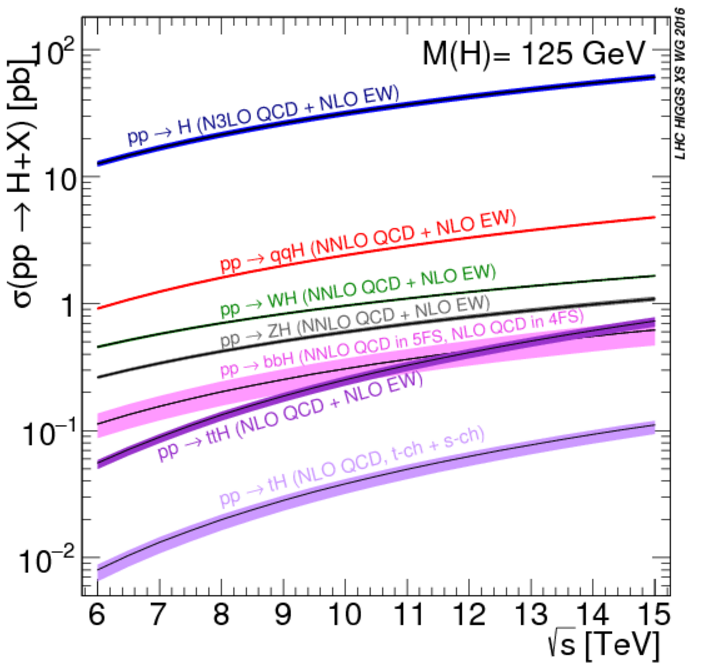 LHC HIGGS XS WG 2016
M(H)= 125 GeV
σ(pp → H+X) [pb]
10²
10
1
10⁻¹
10⁻²
pp → H (N3LO QCD + NLO EW)
pp → qqH (NNLO QCD + NLO EW)
pp → WH (NNLO QCD + NLO EW)
pp → ZH (NNLO QCD + NLO EW)
pp → bbH (NNLO QCD in 5FS, NLO QCD in 4FS)
pp → ttH (NLO QCD + NLO EW)
pp → tH (NLO QCD, t-ch + s-ch)
6 7 8 9 10 11 12 13 14 15
√s [TeV]